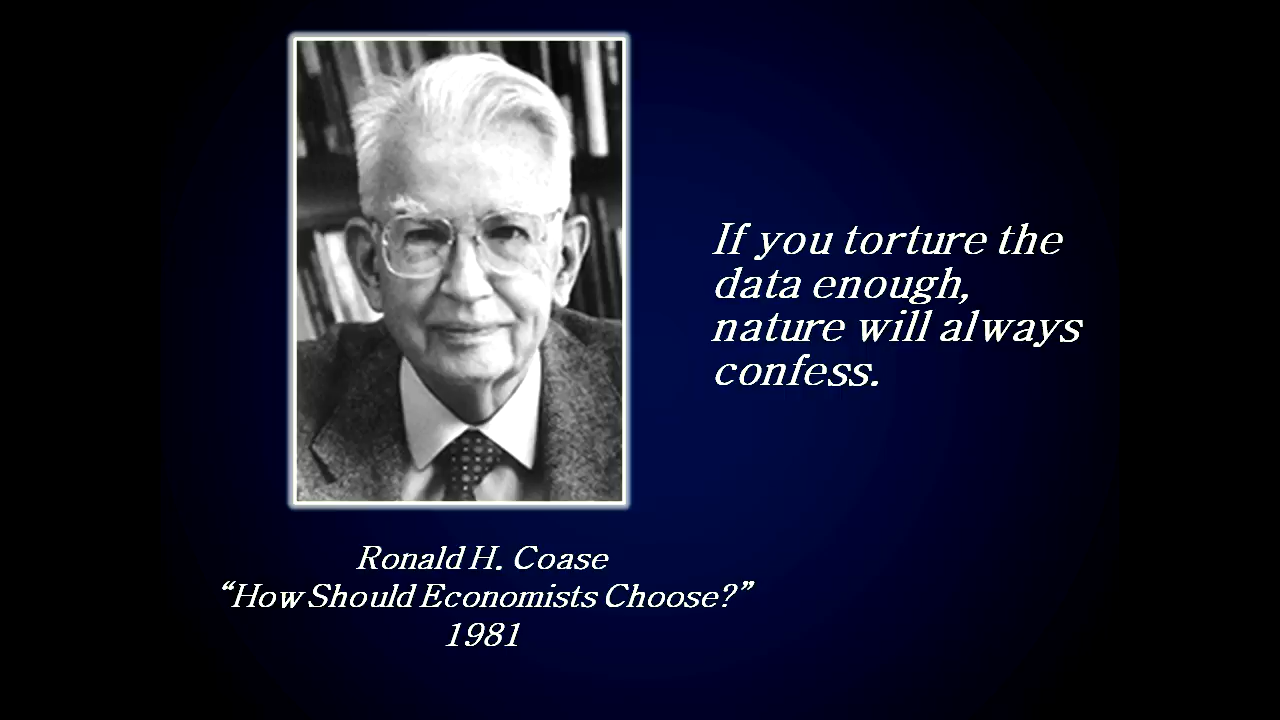 If you torture the
data enough,
nature will always
confess.
Ronald H. Coase
“How Should Economists Choose?”
1981